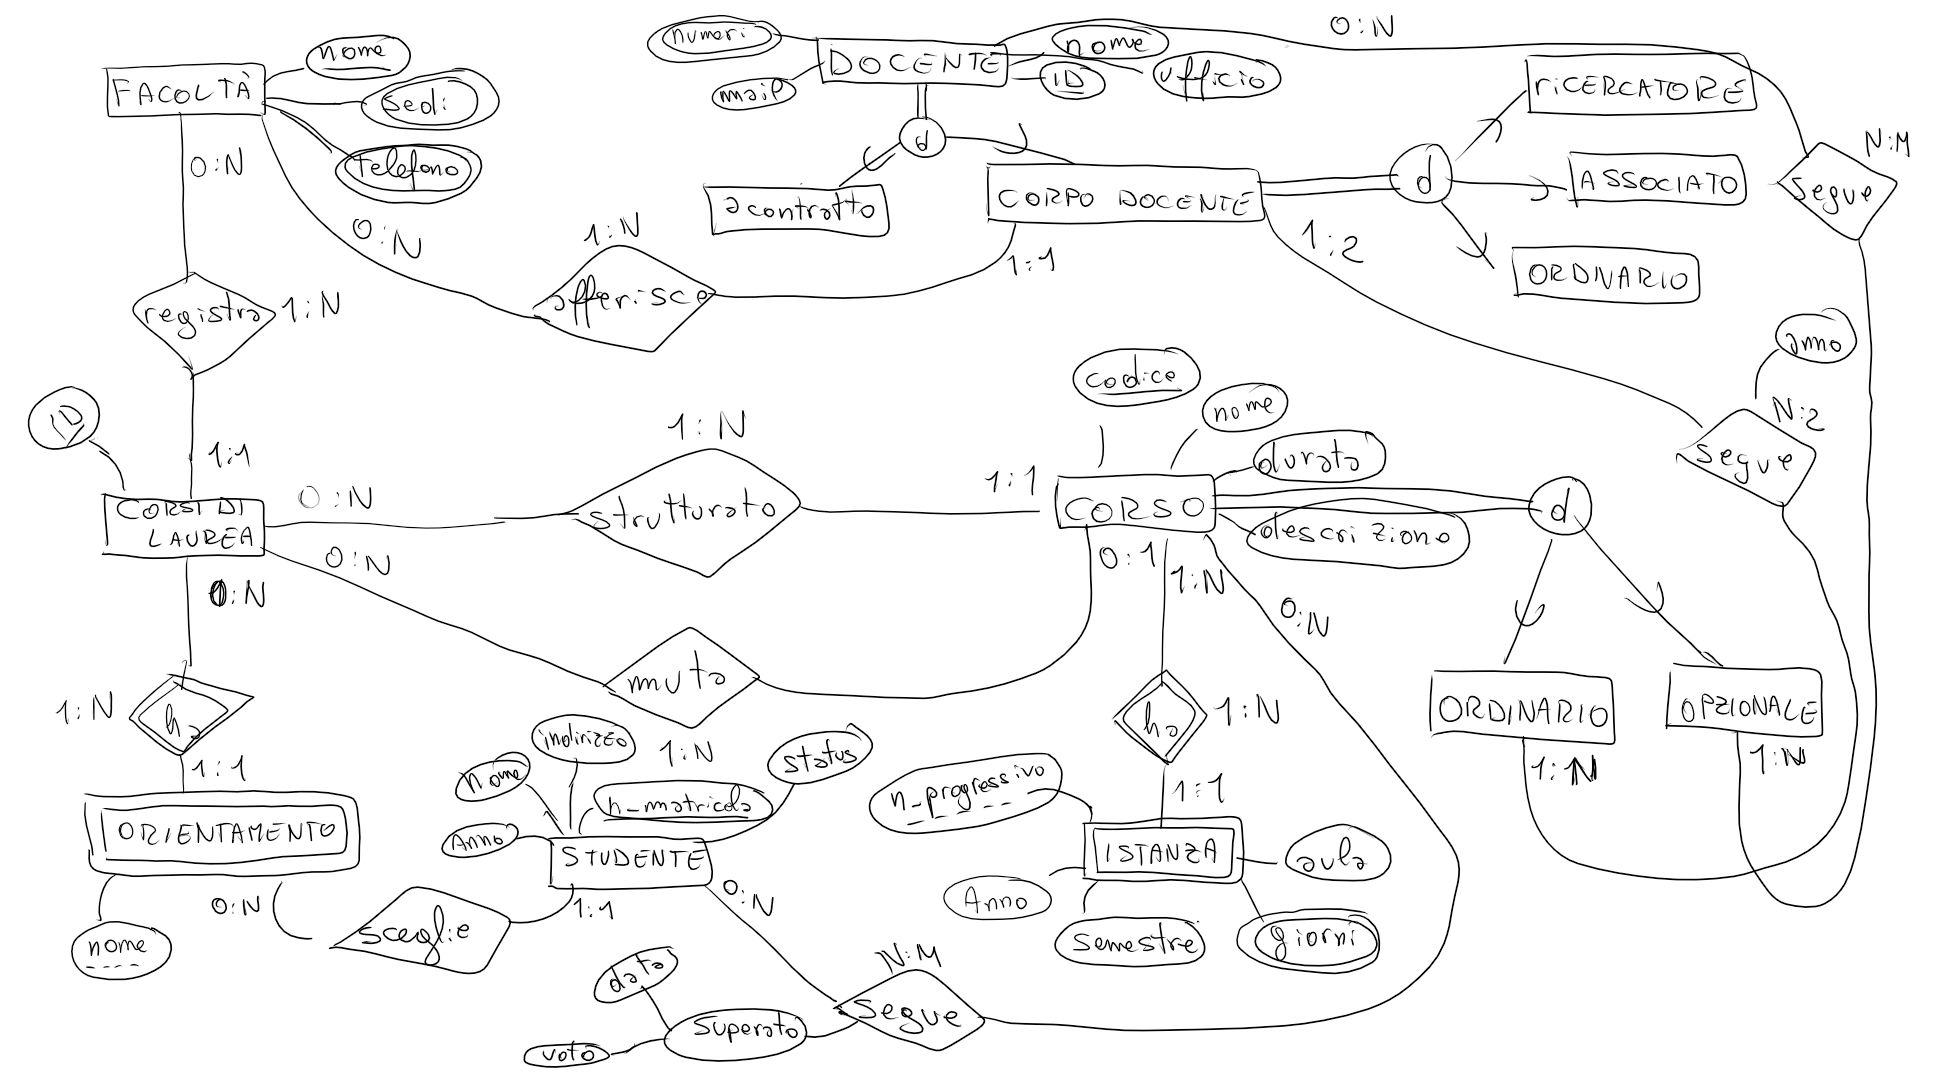 0:N
numeri
DOCENTE
nome
FACOLTÀ
nome
sedi
mail
ID
ufficio
RICERCATORE
d
N:M
0:N
telefono
CORPO DOCENTE
d
ASSOCIATO
segue
a contratto
0:N
1:N
1:1
1:2
ORDINARIO
registra
1:N
afferisce
anno
codice
nome
N:2
ID
1:N
durata
segue
1:1
0:N
1:1
CORSI DI
LAUREA
strutturato
CORSO
d
descrizione
0:N
0:1
1:N
0:N
0:N
muta
1:N
ha
ha
1:N
ORDINARIO
OPZIONALE
indirizzo
1:N
status
1:1
nome
n_matricola
n_progressivo
1:1
1:N
1:N
ORIENTAMENTO
Anno
STUDENTE
ISTANZA
aula
0:N
1:1
0:N
Anno
nome
sceglie
semestre
giorni
data
N:M
segue
superato
voto